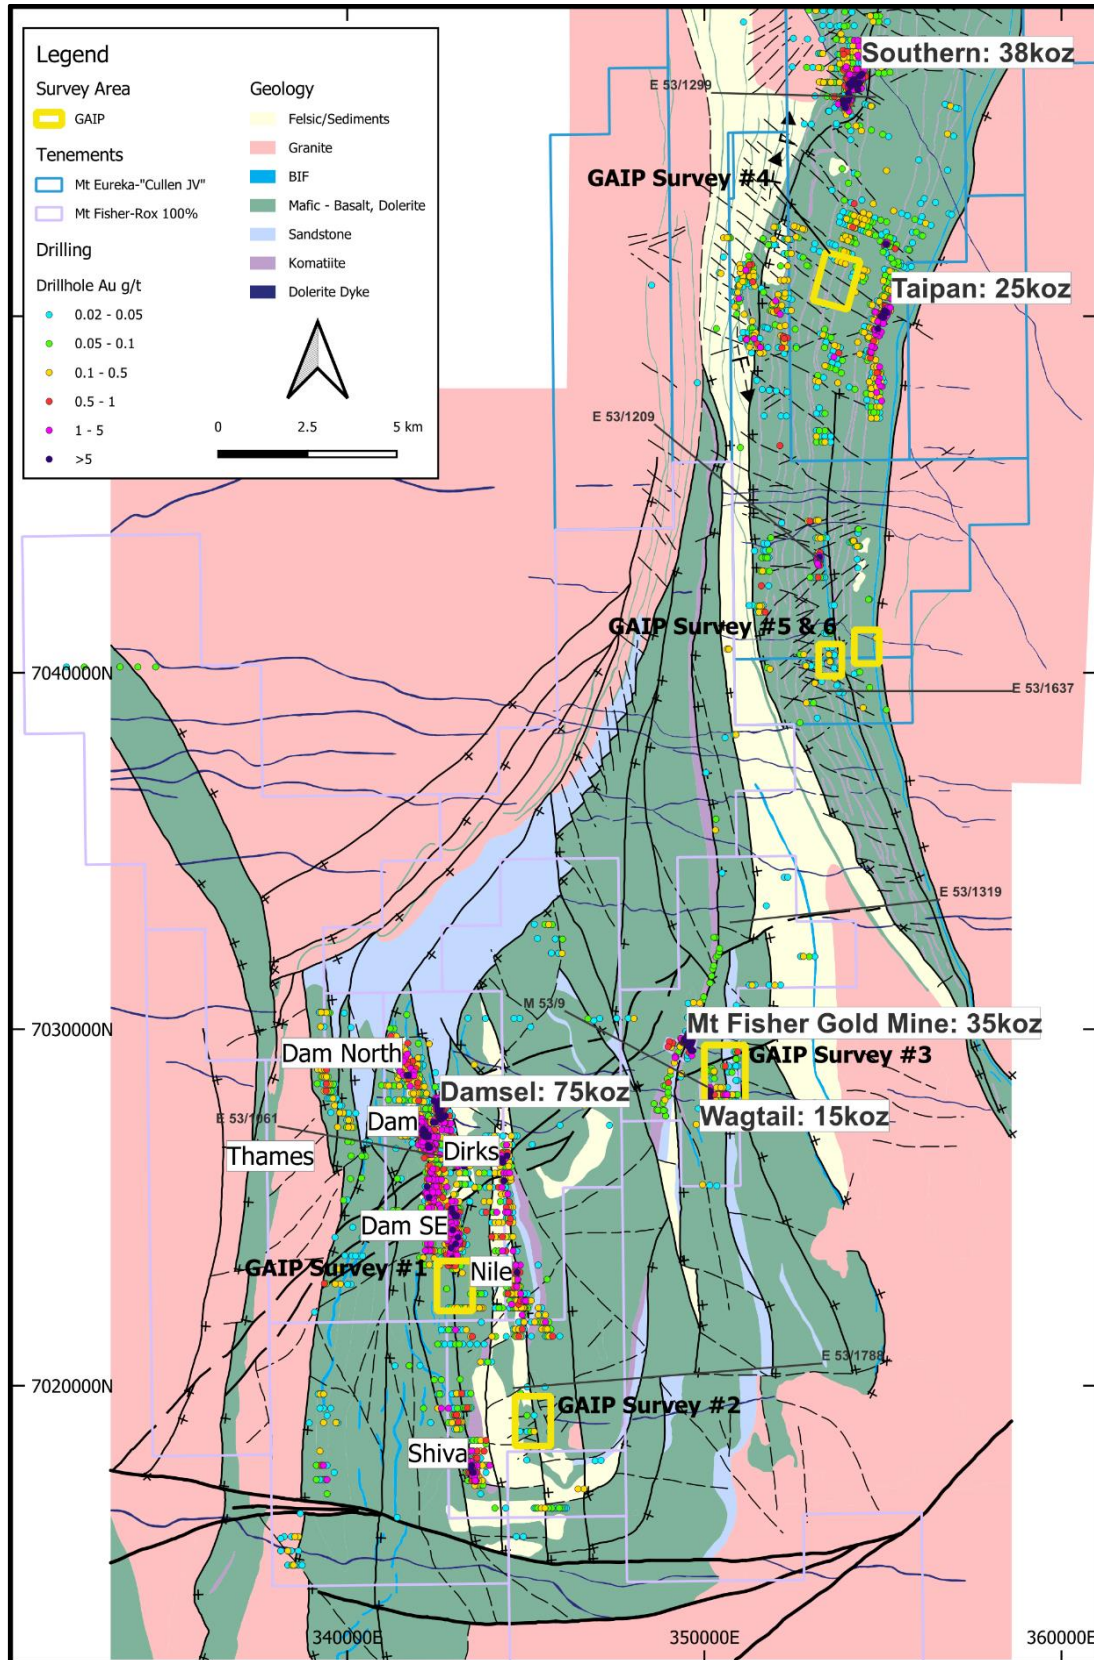 Legend
Survey Area
GAIP
Tenements
Mt Eureka-"Cullen JV"
Mt Fisher-Rox 100%
Drilling
Drillhole Au g/t
0.02 - 0.05
0.05 - 0.1
0.1 - 0.5
0.5 - 1
1 - 5
>5
Geology
Felsic/Sediments
Granite
BIF
Mafic - Basalt, Dolerite
Sandstone
Komatiite
Dolerite Dyke
0 2.5 5 km
Southern: 38koz
E 53/1299
GAIP Survey #4
Taipan: 25koz
E 53/1209
GAIP Survey #5 & 6
7040000N
E 53/1637
E 53/1319
M 53/9
7030000N
Mt Fisher Gold Mine: 35koz
Dam North
GAIP Survey #3
Damsel: 75koz
Wagtail: 15koz
E 53/1061
Dam
Thames
Dirks
Dam SE
GAIP Survey #1
Nile
E 53/1788
7020000N
GAIP Survey #2
Shiva
340000E
350000E
360000E